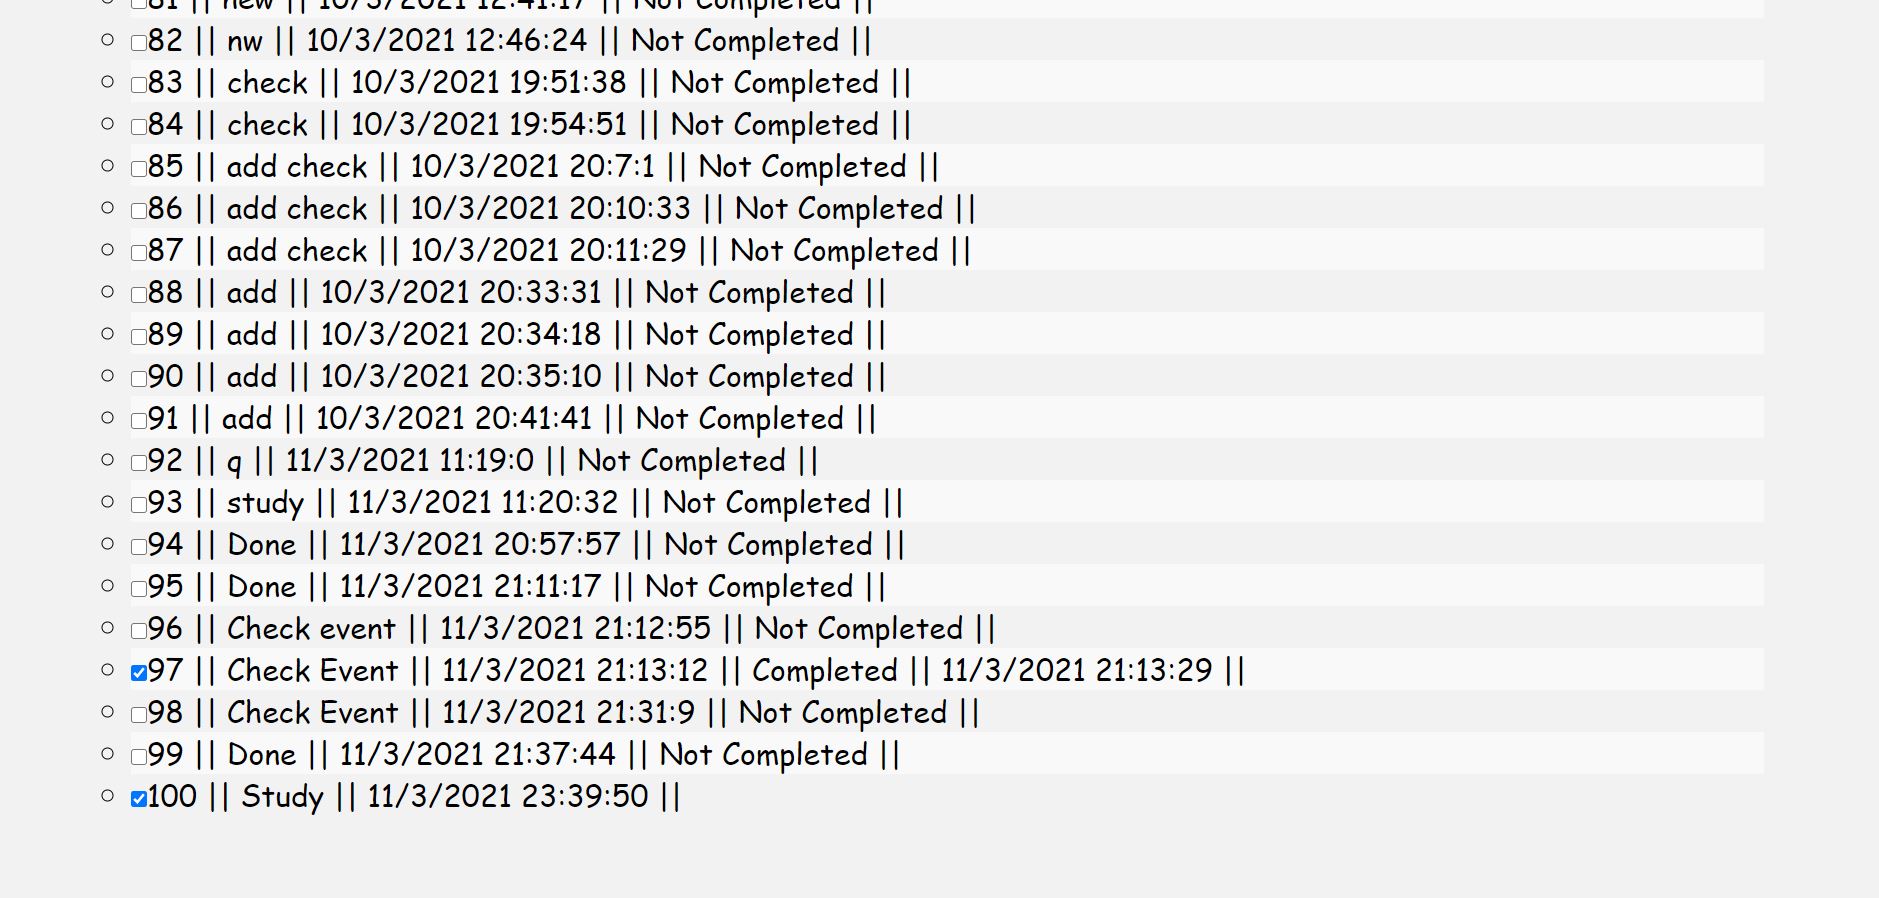 81 || new || 10/3/2021 12:41:17 || Not Completed ||
82 || nw || 10/3/2021 12:46:24 || Not Completed ||
83 || check || 10/3/2021 19:51:38 || Not Completed ||
84 || check || 10/3/2021 19:54:51 || Not Completed ||
85 || add check || 10/3/2021 20:7:1 || Not Completed ||
86 || add check || 10/3/2021 20:10:33 || Not Completed ||
87 || add check || 10/3/2021 20:11:29 || Not Completed ||
88 || add || 10/3/2021 20:33:31 || Not Completed ||
89 || add || 10/3/2021 20:34:18 || Not Completed ||
90 || add || 10/3/2021 20:35:10 || Not Completed ||
91 || add || 10/3/2021 20:41:41 || Not Completed ||
92 || q || 11/3/2021 11:19:0 || Not Completed ||
93 || study || 11/3/2021 11:20:32 || Not Completed ||
94 || Done || 11/3/2021 20:57:57 || Not Completed ||
95 || Done || 11/3/2021 21:11:17 || Not Completed ||
96 || Check event || 11/3/2021 21:12:55 || Not Completed ||
97 || Check Event || 11/3/2021 21:13:12 || Completed || 11/3/2021 21:13:29 ||
98 || Check Event || 11/3/2021 21:31:9 || Not Completed ||
99 || Done || 11/3/2021 21:37:44 || Not Completed ||
100 || Study || 11/3/2021 23:39:50 ||